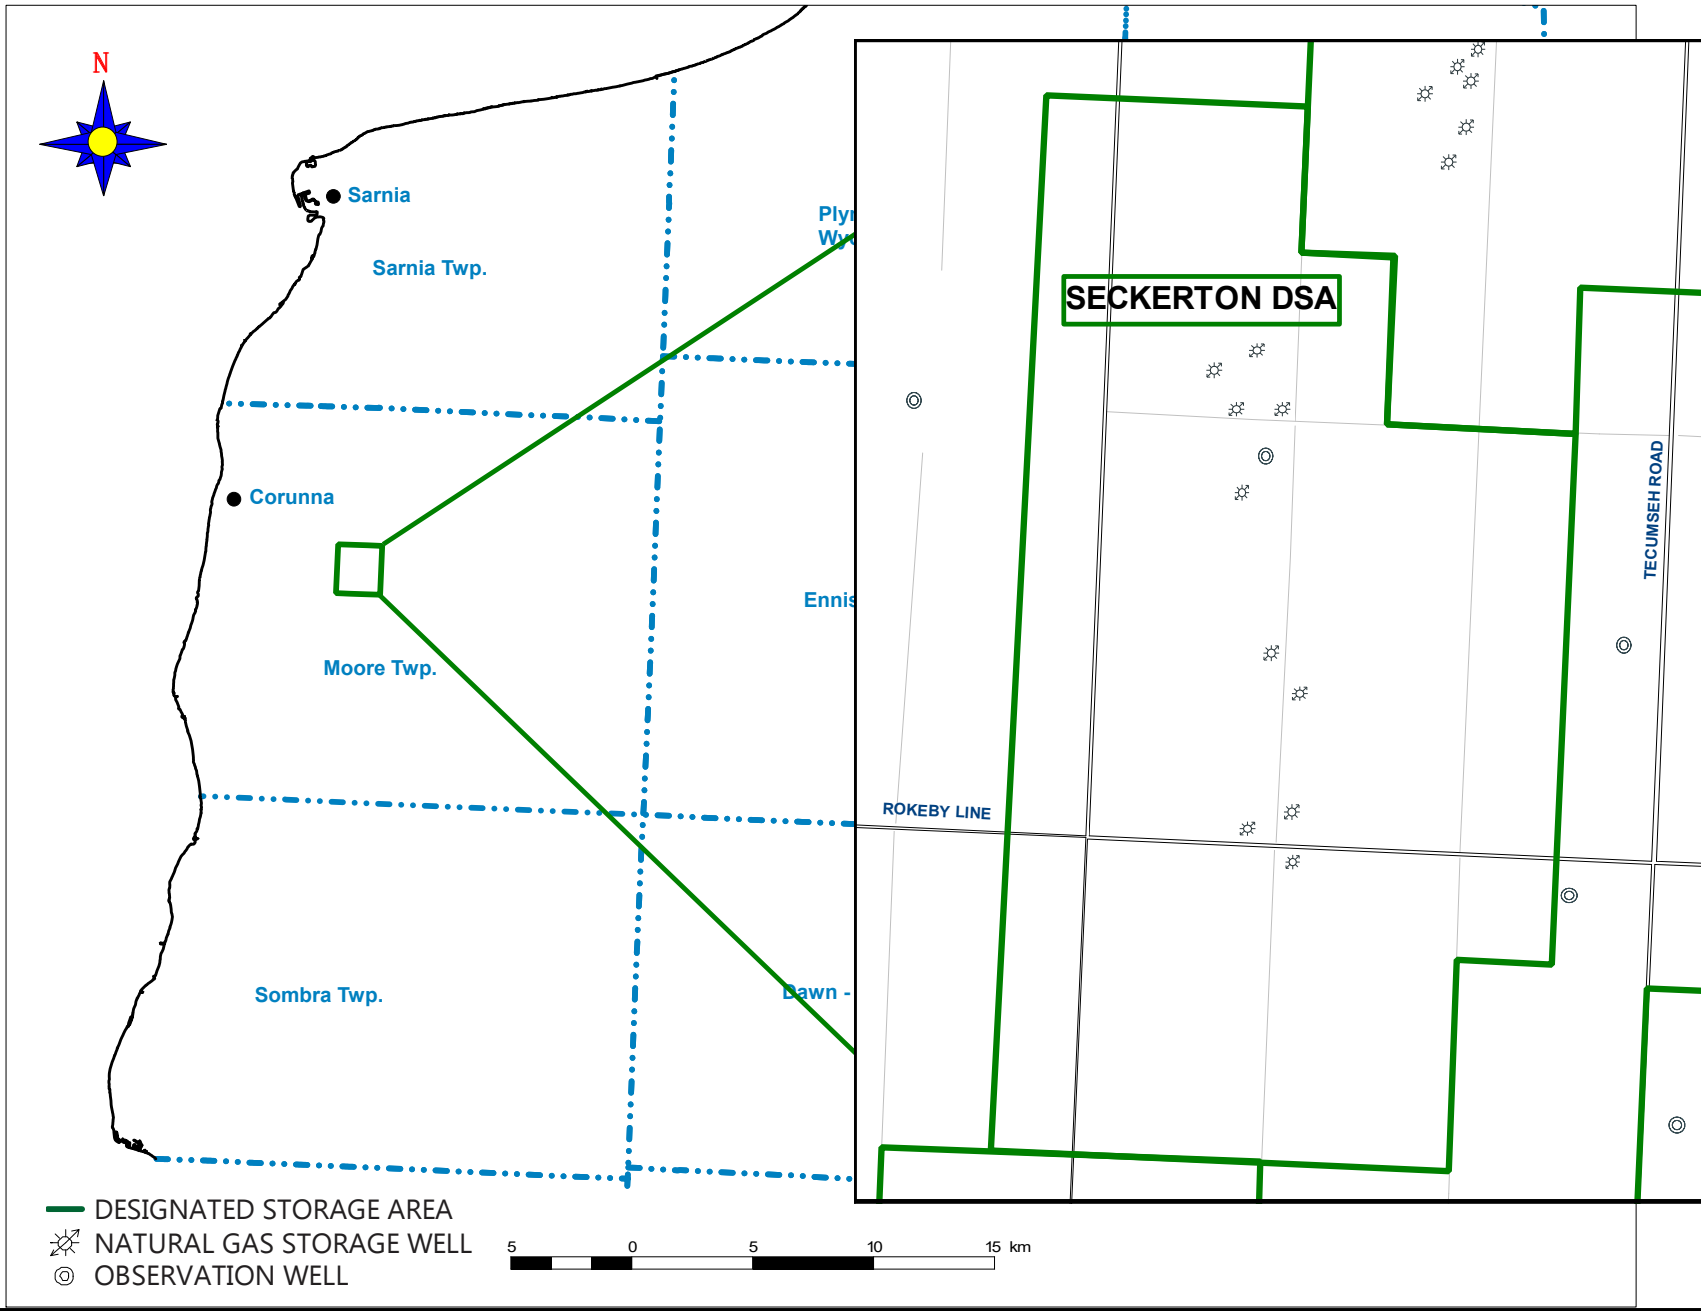 N
Sarnia
Sarnia Twp.
Corunna
Moore Twp.
Sombra Twp.
SECKERTON DSA
TECUMSEH ROAD
ROKEBY LINE
Dawn -
DESIGNATED STORAGE AREA
NATURAL GAS STORAGE WELL
OBSERVATION WELL
5 0 5 10 15 km